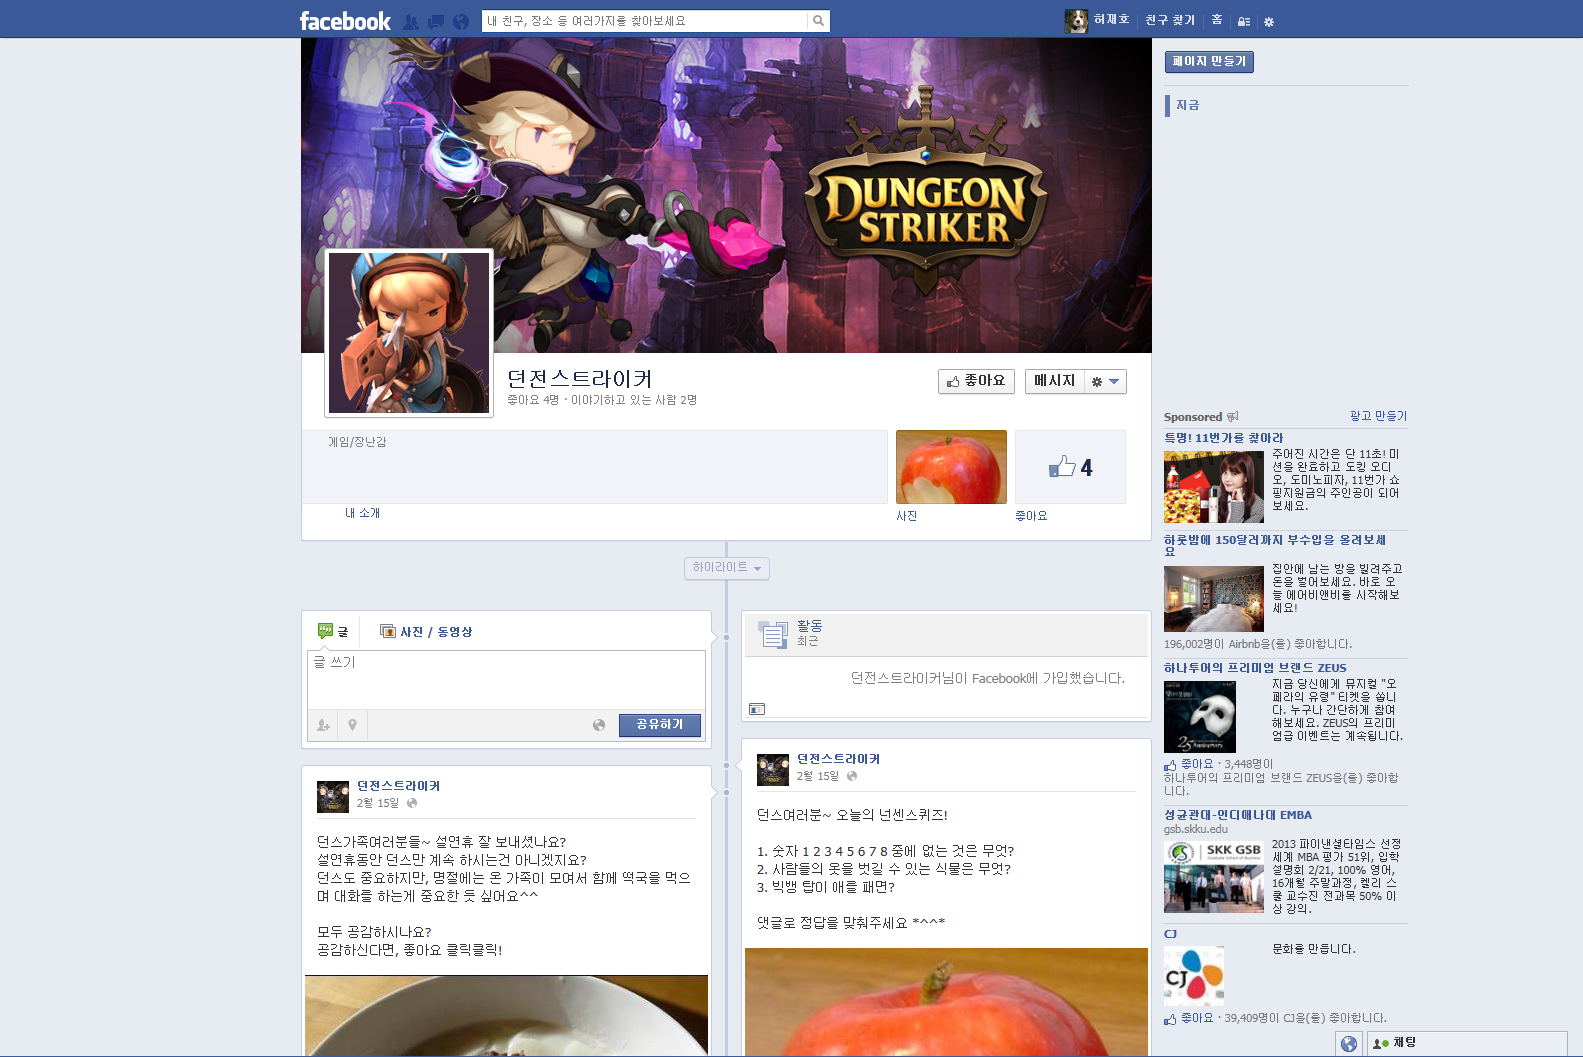 facebook
내 친구, 장소 등 여러가지를 찾아보세요
허재호
친구 찾기
홈
DUNGEON
STRIKER
던전스트라이커
좋아요 4명 · 이야기하고 있는 사람 2명
좋아요
메시지
게임/장난감
내 소개
사진
4
좋아요
하이라이트
글
사진 / 동영상
글 쓰기
공유하기
던전스트라이커
2월 15일
던스가족여러분들~ 설연휴 잘 보내셨나요?
설연휴동안 던스만 계속 하시는건 아니겠지요?
던스도 중요하지만, 명절에는 온 가족이 모여서 함께 떡국을 먹으
며 대화를 하는게 중요한 듯 싶어요^^
모두 공감하시나요?
공감하신다면, 좋아요 클릭클릭!
활동
최근
던전스트라이커님이 Facebook에 가입했습니다.
던전스트라이커
2월 15일
던스여러분~ 오늘의 넌센스퀴즈!
1. 숫자 1 2 3 4 5 6 7 8 중에 없는 것은 무엇?
2. 사람들의 옷을 벗길 수 있는 식물은 무엇?
3. 빅뱅 탑이 애를 패면?
댓글로 정답을 맞춰주세요 *^^*
페이지 만들기
지금
Sponsored
광고 만들기
특명! 11번가를 찾아라
주어진 시간은 단 11초! 미
션을 완료하고 도킹 오디
오, 도미노피자, 11번가 쇼
핑지원금의 주인공이 되어
보세요.
하룻밤에 150달러까지 부수입을 올려보세
요
집안에 남는 방을 빌려주고
돈을 벌어보세요. 바로 오
늘 에어비앤비를 시작해보
세요!
196,002명이 Airbnb을(를) 좋아합니다.
하나투어의 프리미엄 브랜드 ZEUS
지금 당신에게 뮤지컬 "오
페라의 유령" 티켓을 쏩니
다. 누구나 간단하게 참여
해보세요. ZEUS의 프리미
엄급 이벤트는 계속됩니다.
25 Anniversary
좋아요 · 3,448명이
하나투어의 프리미엄 브랜드 ZEUS을(를) 좋아합
니다.
성균관대-인디애나대 EMBA
gsb.skku.edu
SKK GSB
2013 파이낸셜타임스 선정
세계 MBA 평가 51위, 입학
설명회 2/21, 100% 영어,
16개월 주말과정, 켈리 스
쿨 교수진 전과목 50% 이
상 강의.
CJ
CJ
문화를 만듭니다.
좋아요 · 39,409명이 CJ을(를) 좋아합니다.
채팅